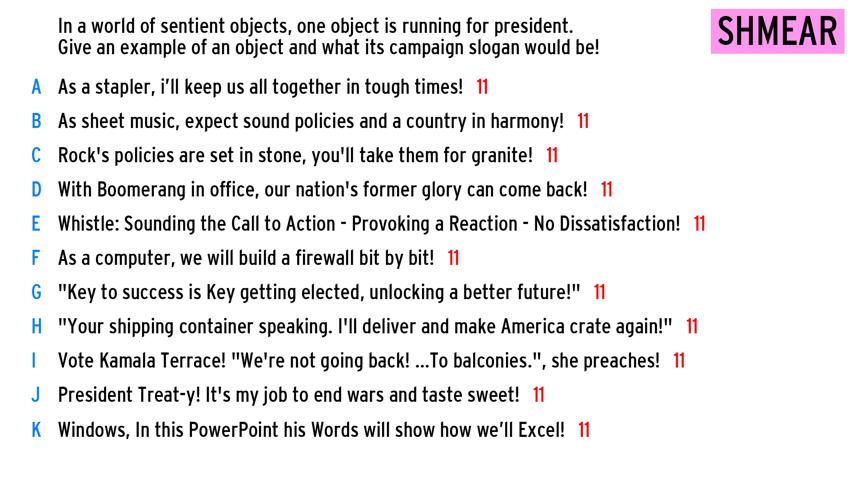 In a world of sentient objects, one object is running for president.
Give an example of an object and what its campaign slogan would be!
SHMEAR
A As a stapler, i'll keep us all together in tough times! 11
B As sheet music, expect sound policies and a country in harmony! 11
C Rock's policies are set in stone, you'll take them for granite! 11
D With Boomerang in office, our nation's former glory can come back! 11
E Whistle: Sounding the Call to Action - Provoking a Reaction - No Dissatisfaction! 11
F As a computer, we will build a firewall bit by bit! 11
G "Key to success is Key getting elected, unlocking a better future!" 11
H "Your shipping container speaking. I'll deliver and make America crate again!" 11
I Vote Kamala Terrace! "We're not going back! ...To balconies.", she preaches! 11
J President Treat-y! It's my job to end wars and taste sweet! 11
K Windows, In this PowerPoint his Words will show how we'll Excel! 11